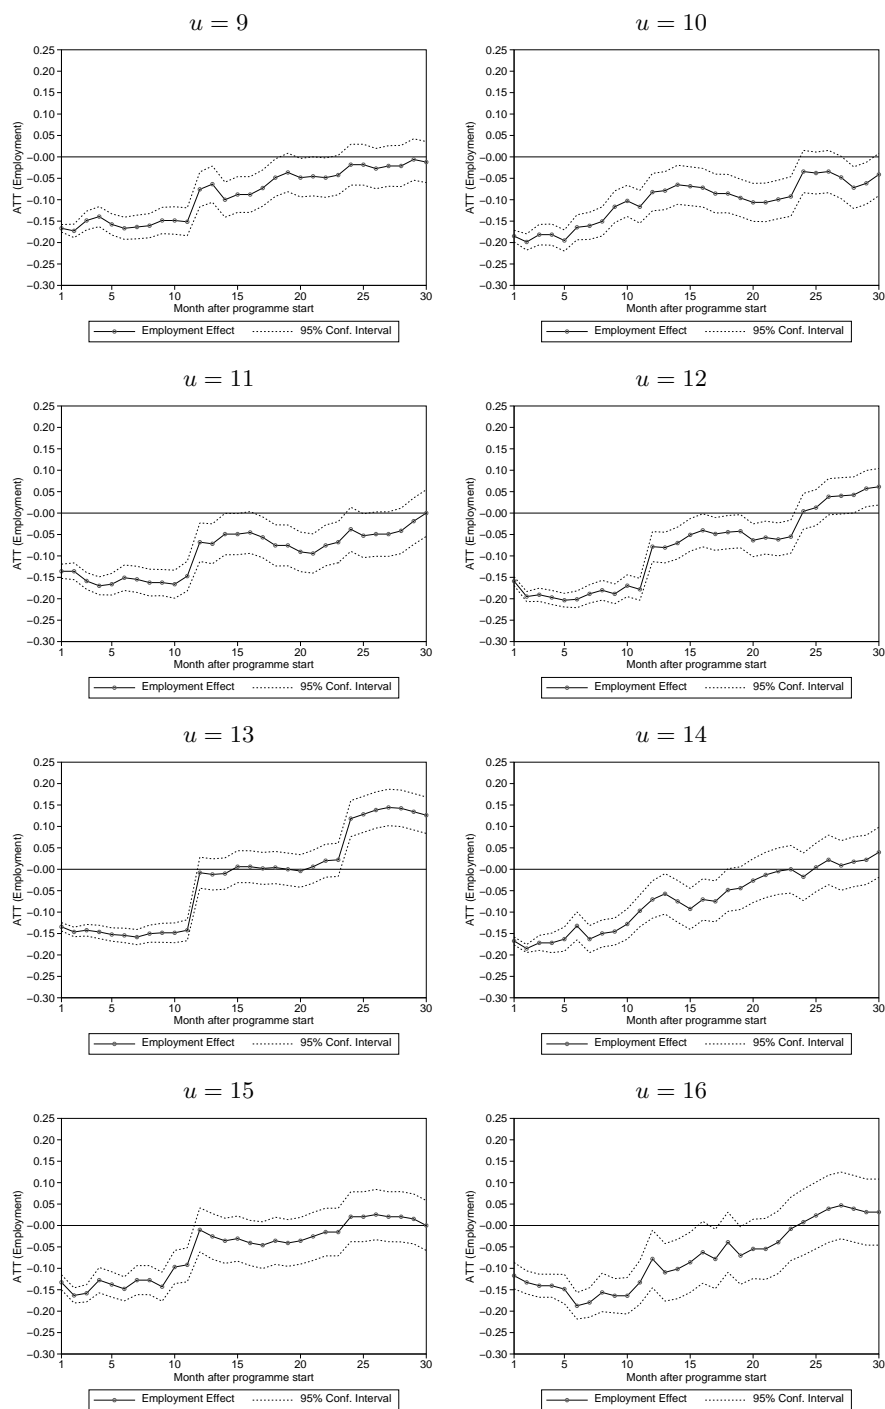 u = 9
0.25
0.20
0.15
0.10
0.05
−0.00
−0.05
−0.10
−0.15
−0.20
−0.25
−0.30
ATT (Employment)
1 5 10 15 20 25 30
Month after programme start
Employment Effect 95% Conf. Interval
u = 10
0.25
0.20
0.15
0.10
0.05
−0.00
−0.05
−0.10
−0.15
−0.20
−0.25
−0.30
ATT (Employment)
1 5 10 15 20 25 30
Month after programme start
Employment Effect 95% Conf. Interval
u = 11
0.25
0.20
0.15
0.10
0.05
−0.00
−0.05
−0.10
−0.15
−0.20
−0.25
−0.30
ATT (Employment)
1 5 10 15 20 25 30
Month after programme start
Employment Effect 95% Conf. Interval
u = 12
0.25
0.20
0.15
0.10
0.05
−0.00
−0.05
−0.10
−0.15
−0.20
−0.25
−0.30
ATT (Employment)
1 5 10 15 20 25 30
Month after programme start
Employment Effect 95% Conf. Interval
u = 13
0.25
0.20
0.15
0.10
0.05
−0.00
−0.05
−0.10
−0.15
−0.20
−0.25
−0.30
ATT (Employment)
1 5 10 15 20 25 30
Month after programme start
Employment Effect 95% Conf. Interval
u = 14
0.25
0.20
0.15
0.10
0.05
−0.00
−0.05
−0.10
−0.15
−0.20
−0.25
−0.30
ATT (Employment)
1 5 10 15 20 25 30
Month after programme start
Employment Effect 95% Conf. Interval
u = 15
0.25
0.20
0.15
0.10
0.05
−0.00
−0.05
−0.10
−0.15
−0.20
−0.25
−0.30
ATT (Employment)
1 5 10 15 20 25 30
Month after programme start
Employment Effect 95% Conf. Interval
u = 16
0.25
0.20
0.15
0.10
0.05
−0.00
−0.05
−0.10
−0.15
−0.20
−0.25
−0.30
ATT (Employment)
1 5 10 15 20 25 30
Month after programme start
Employment Effect 95% Conf. Interval